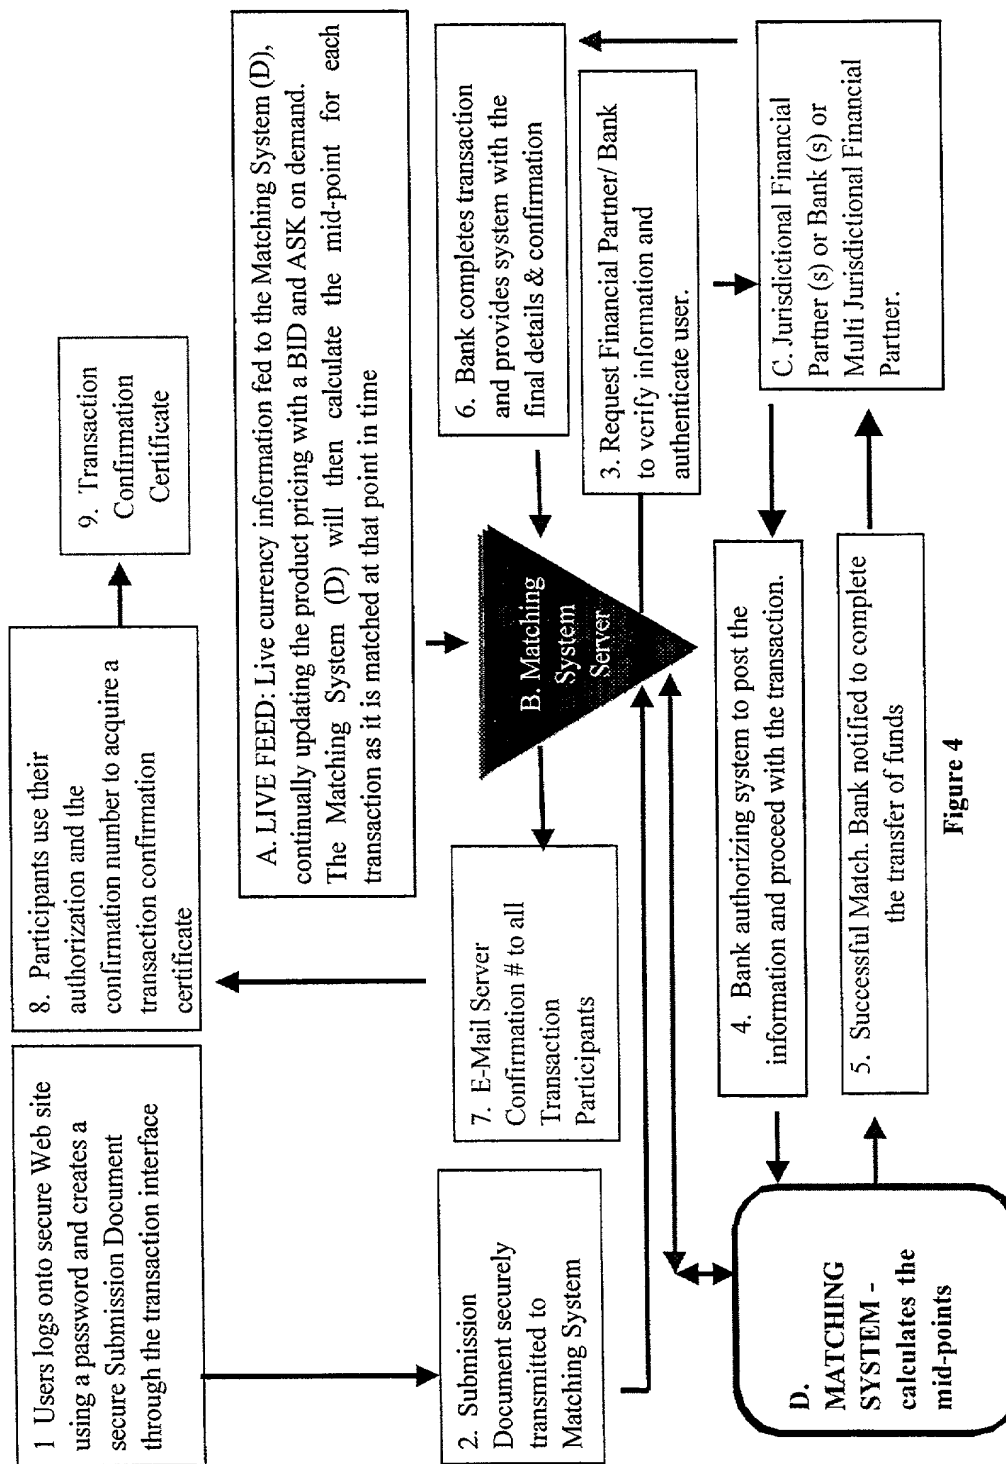 1 Users logs onto secure Web site
using a password and creates a
secure Submission Document
through the transaction interface
8. Participants use their
authorization and the
confirmation number to acquire a
transaction confirmation
certificate
9. Transaction
Confirmation
Certificate
A. LIVE FEED: Live currency information fed to the Matching System (D),
continually updating the product pricing with a BID and ASK on demand.
The Matching System (D) will then calculate the mid-point for each
transaction as it is matched at that point in time
2. Submission
Document securely
transmitted to
Matching System
7. E-Mail Server
Confirmation # to all
Transaction
Participants
B. Matching
System
Server
6. Bank completes transaction
and provides system with the
final details & confirmation
3. Request Financial Partner/ Bank
to verify information and
authenticate user.
D.
MATCHING
SYSTEM -
calculates the
mid-points
4. Bank authorizing system to post the
information and proceed with the transaction.
5. Successful Match. Bank notified to complete
the transfer of funds
C. Jurisdictional Financial
Partner (s) or Bank (s) or
Multi Jurisdictional Financial
Partner.
Figure 4